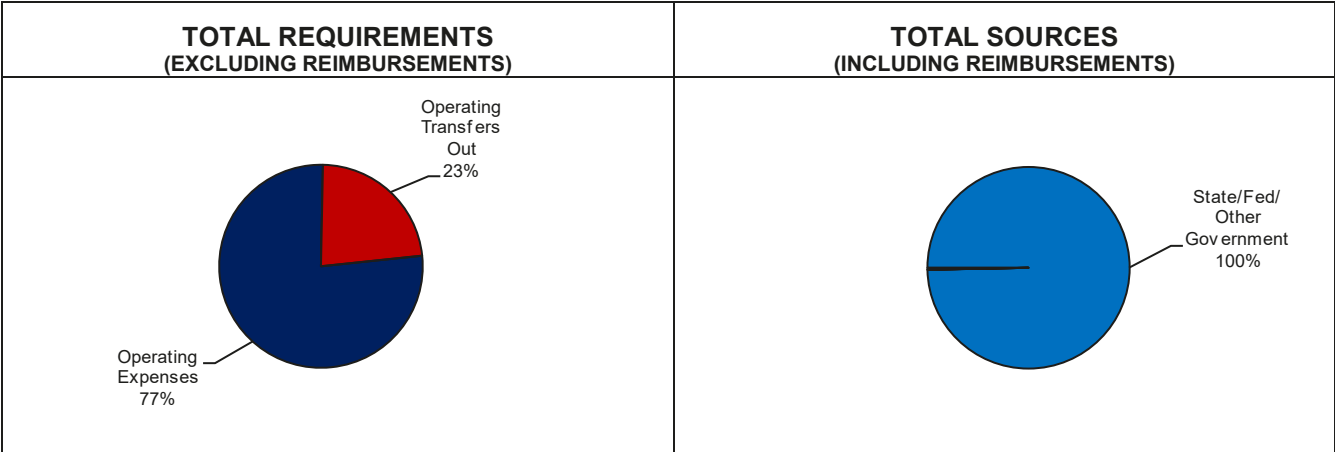 TOTAL REQUIREMENTS
(EXCLUDING REIMBURSEMENTS)
Operating
Transfers
Out
23%
Operating
Expenses
77%
TOTAL SOURCES
(INCLUDING REIMBURSEMENTS)
State/Fed/
Other
Government
100%